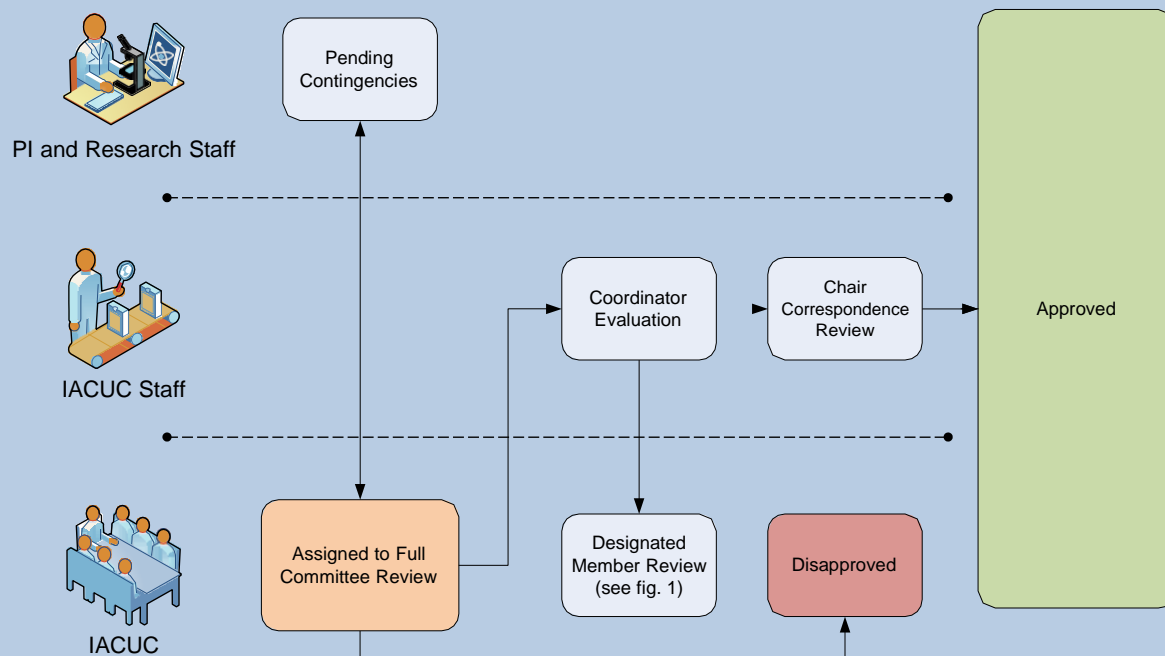 Pending
Contingencies
PI and Research Staff
Coordinator
Evaluation
Chair
Correspondence
Review
Approved
IACUC Staff
Assigned to Full
Committee Review
Designated
Member Review
(see fig. 1)
Disapproved
IACUC